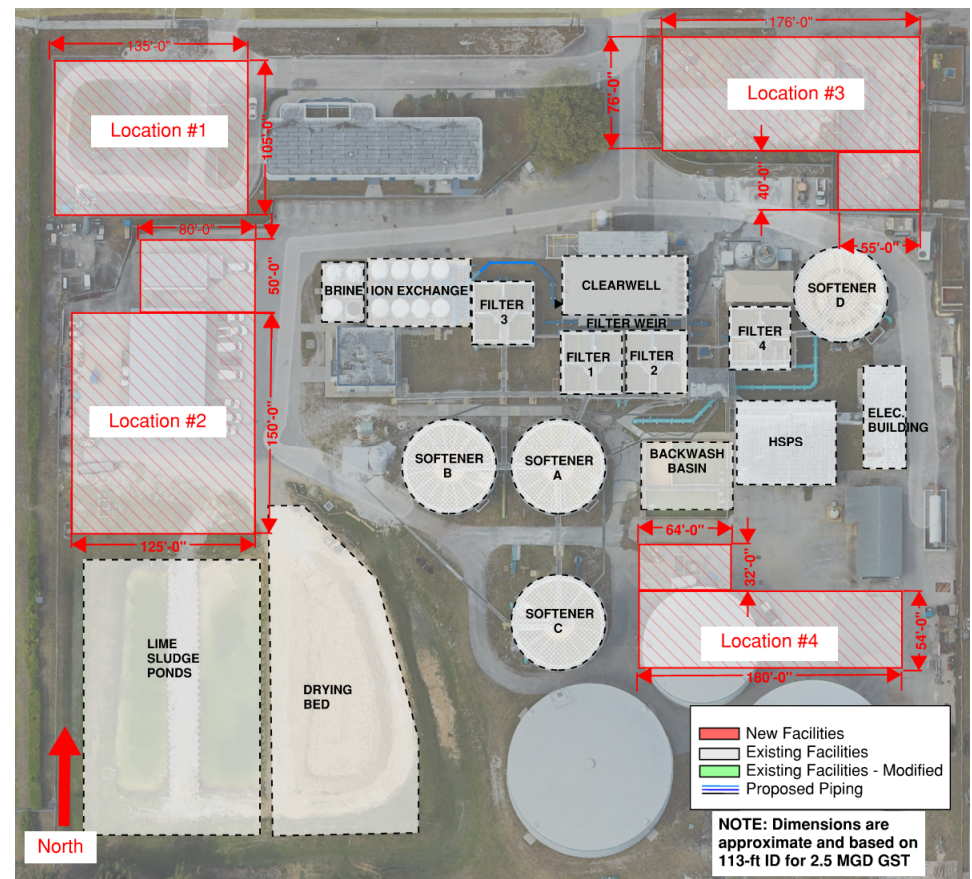 135'-0"
176'-0"
Location #1
105'-0"
76'-0"
Location #3
40'-0"
55'-0"
80'-0"
50'-0"
BRINE
ION EXCHANGE
FILTER
3
CLEARWELL
FILTER WEIR
FILTER
1
FILTER
2
FILTER
4
SOFTENER
D
Location #2
150'-0"
125'-0"
SOFTENER
B
SOFTENER
A
BACKWASH
BASIN
HSPS
ELEC.
BUILDING
64'-0"
32'-0"
SOFTENER
C
Location #4
54'-0"
180'-0"
LIME
SLUDGE
PONDS
DRYING
BED
North
New Facilities
Existing Facilities
Existing Facilities - Modified
Proposed Piping
NOTE: Dimensions are
approximate and based on
113-ft ID for 2.5 MGD GST